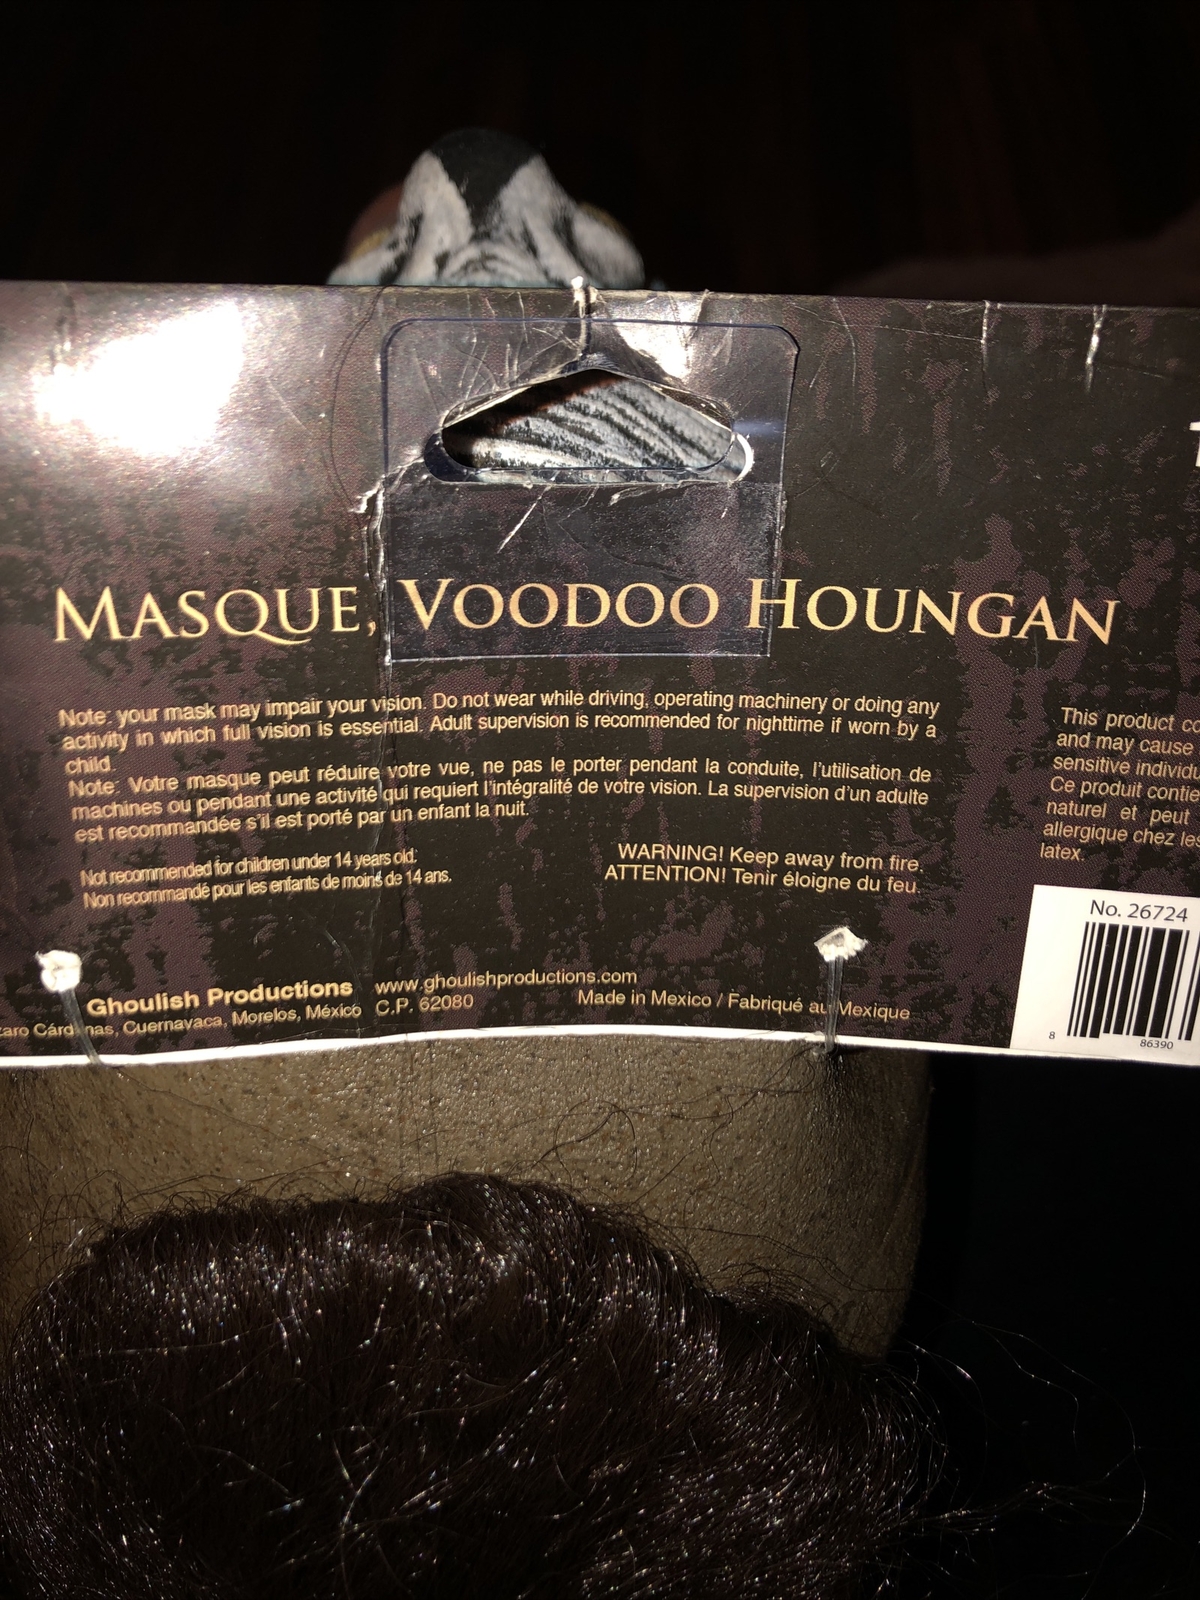 MASQUE, VOODOO HOUNGAN
Note: your mask may impair your vision. Do not wear while driving, operating machinery or doing any
activity in which full vision is essential. Adult supervision is recommended for nighttime if worn by a
child.
Note: Votre masque peut réduire votre vue, ne pas le porter pendant la conduite, l'utilisation de
machines ou pendant une activité qui requiert l'intégralité de votre vision. La supervision d'un adulte
est recommandée s'il est porté par un enfant la nuit.
Not recommended for children under 14 years old.
Non recommandé pour les enfants de moins de 14 ans.
WARNING! Keep away from fire.
ATTENTION! Tenir éloigne du feu.
Ghoulish Productions www.ghoulishproductions.com
Cárdenas, Cuernavaca, Morelos, México C.P. 62080
Made in Mexico / Fabriqué au Mexique
This product
and may cause
sensitive
Ce produit
naturel et peut
allergique chez
latex.
No. 26724
8 86390